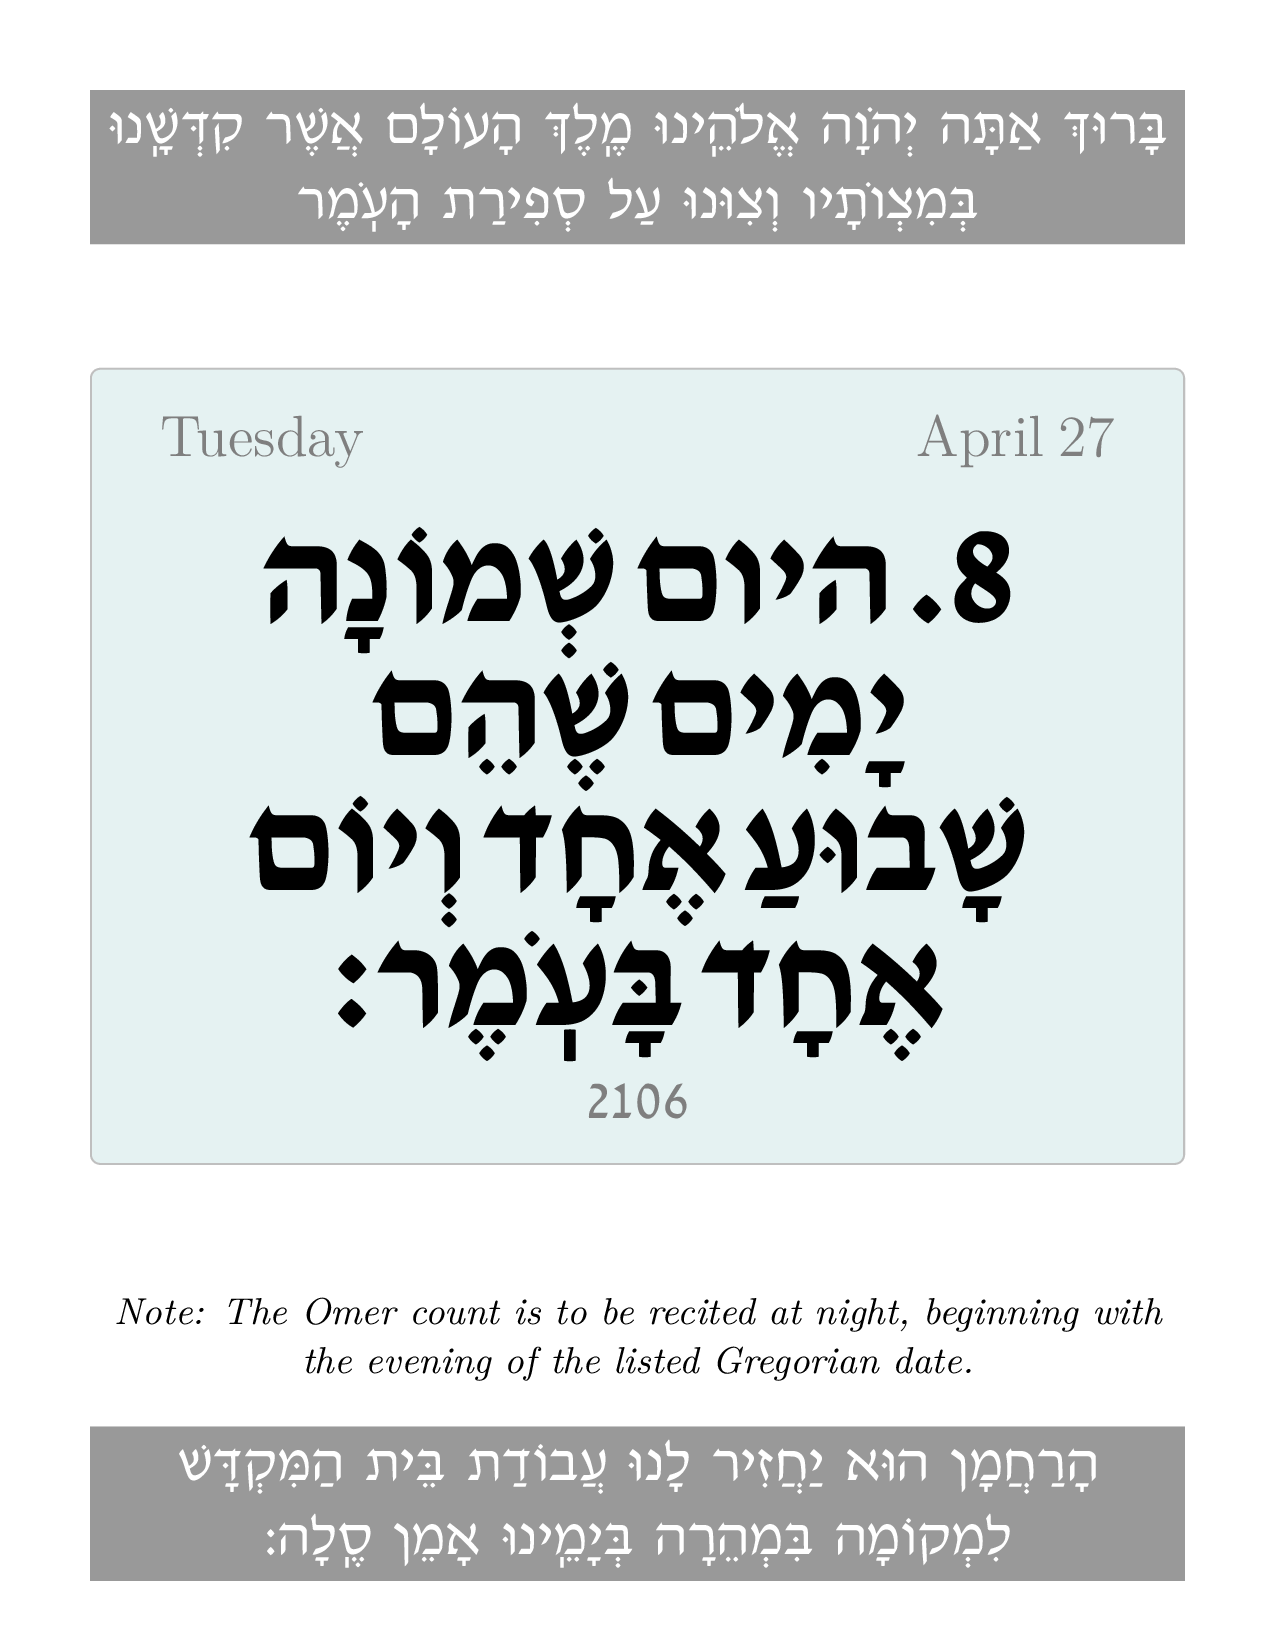 בָּרוּךְ אַתָּה יְהֹוָה אֱלֹהֵֽינוּ מֶֽלֶךְ הָעוֹלָם אֲשֶׁר קִדְּשָֽׁנוּ
בְּמִצְוֹתָיו וְצִוּנוּ עַל סְפִירַת הָעֹֽמֶר
Tuesday April 27
8. היום שְׁמוֹנָה
יָמִים שֶׁהֵם
שָׁבוּעַ אֶחָד וְיוֹם
אֶחָד בָּעֹֽמֶר:
2106
Note: The Omer count is to be recited at night, beginning with
the evening of the listed Gregorian date.
הָרַחֲמָן הוּא יַחֲזִיר לָנוּ עֲבוֹדַת בֵּית הַמִּקְדָּשׁ
לִמְקוֹמָהּ בִּמְהֵרָה בְּיָמֵֽינוּ אָמֵן סֶֽלָה: